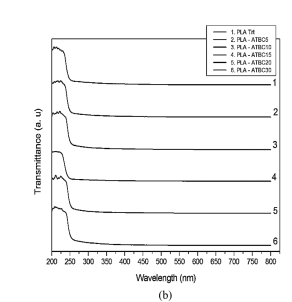 1. PLA Trit
2. PLA - ATBC5
3. PLA - ATBC10
4. PLA - ATBC15
5. PLA - ATBC20
6. PLA - ATBC30
Transmittance (a. u)
1
2
3
4
5
6
200 250 300 350 400 450 500 550 600 650 700 750 800
Wavelength (nm)
(b)